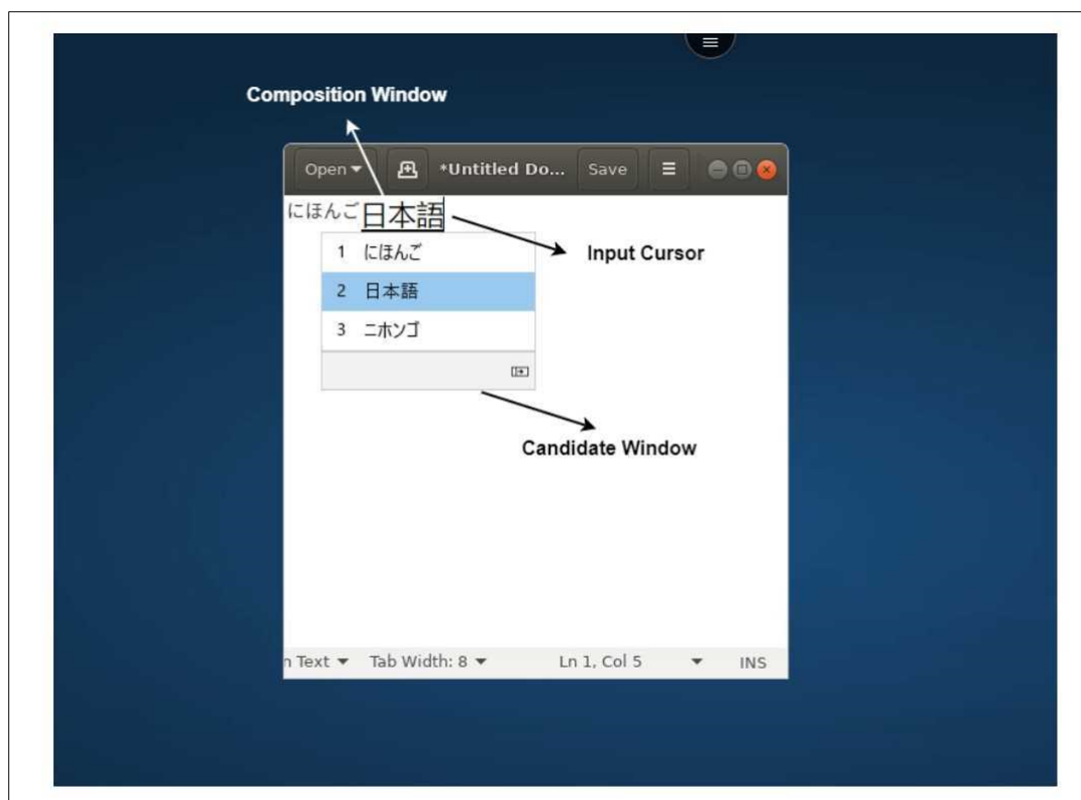 Composition Window
Open *Untitled Do... Save
にほんご日本語
1 にほんご
Input Cursor
2 日本語
3 ニホンゴ
Candidate Window
n Text Tab Width: 8 Ln 1, Col 5 INS